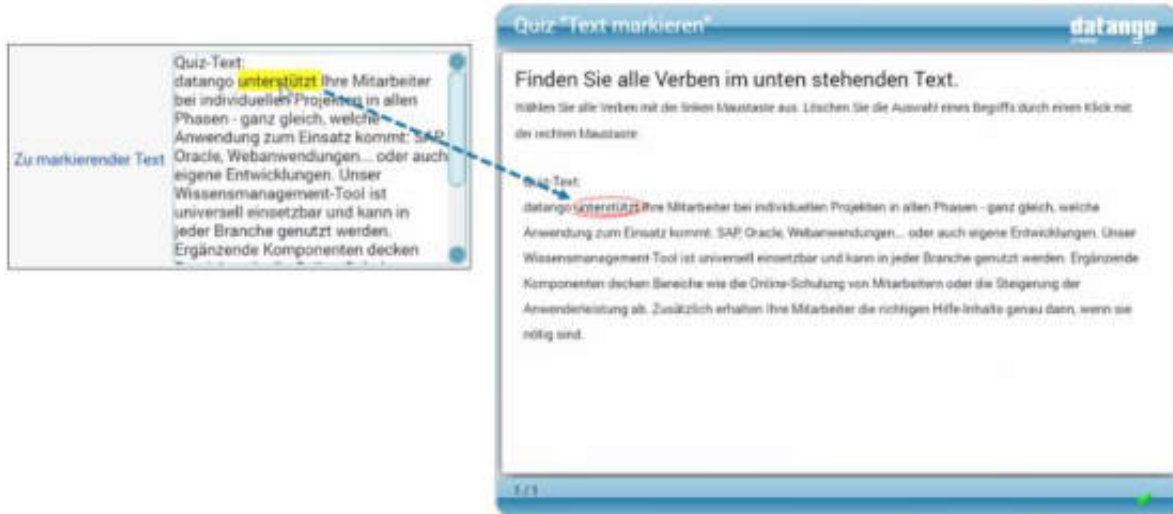 Zu markierender Text
Quiz-Text:
datango unterstützt Ihre Mitarbeiter
bei individuellen Projekten in allen
Phasen - ganz gleich, welche
Anwendung zum Einsatz kommt: SAP,
Oracle, Webanwendungen... oder auch
eigene Entwicklungen. Unser
Wissensmanagement-Tool ist
universell einsetzbar und kann in
jeder Branche genutzt werden.
Ergänzende Komponenten decken
Quiz "Text markieren"
datango
Finden Sie alle Verben im unten stehenden Text.
Wählen Sie alle Verben mit der linken Maustaste aus. Löschen Sie die Auswahl eines Begriffs durch einen Klick mit
der rechten Maustaste.
Quiz-Text:
datango unterstützt Ihre Mitarbeiter bei individuellen Projekten in allen Phasen - ganz gleich, welche
Anwendung zum Einsatz kommt: SAP, Oracle, Webanwendungen... oder auch eigene Entwicklungen. Unser
Wissensmanagement-Tool ist universell einsetzbar und kann in jeder Branche genutzt werden. Ergänzende
Komponenten decken Bereiche wie die Online-Schulung von Mitarbeitern oder die Steigerung der
Anwenderleistung ab. Zusätzlich erhalten Ihre Mitarbeiter die richtigen Hilfe-Inhalte genau dann, wenn sie
nötig sind.
1 / 1